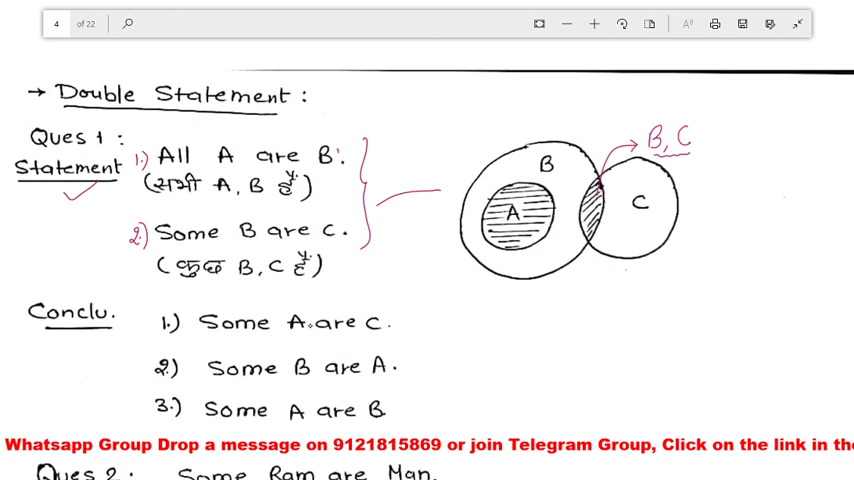 4 of 22
→ Double Statement :
Ques 1 :
Statement
1.) All A are B.
(सभी A, B हैं)
2.) Some B are C.
(कुछ B, C हैं)
B
A
C
B, C
Conclu.
1.) Some A are C.
2.) Some B are A.
3.) Some A are B
Whatsapp Group Drop a message on 9121815869 or join Telegram Group, Click on the link in the
Ques 2 : Some Ram are Man.